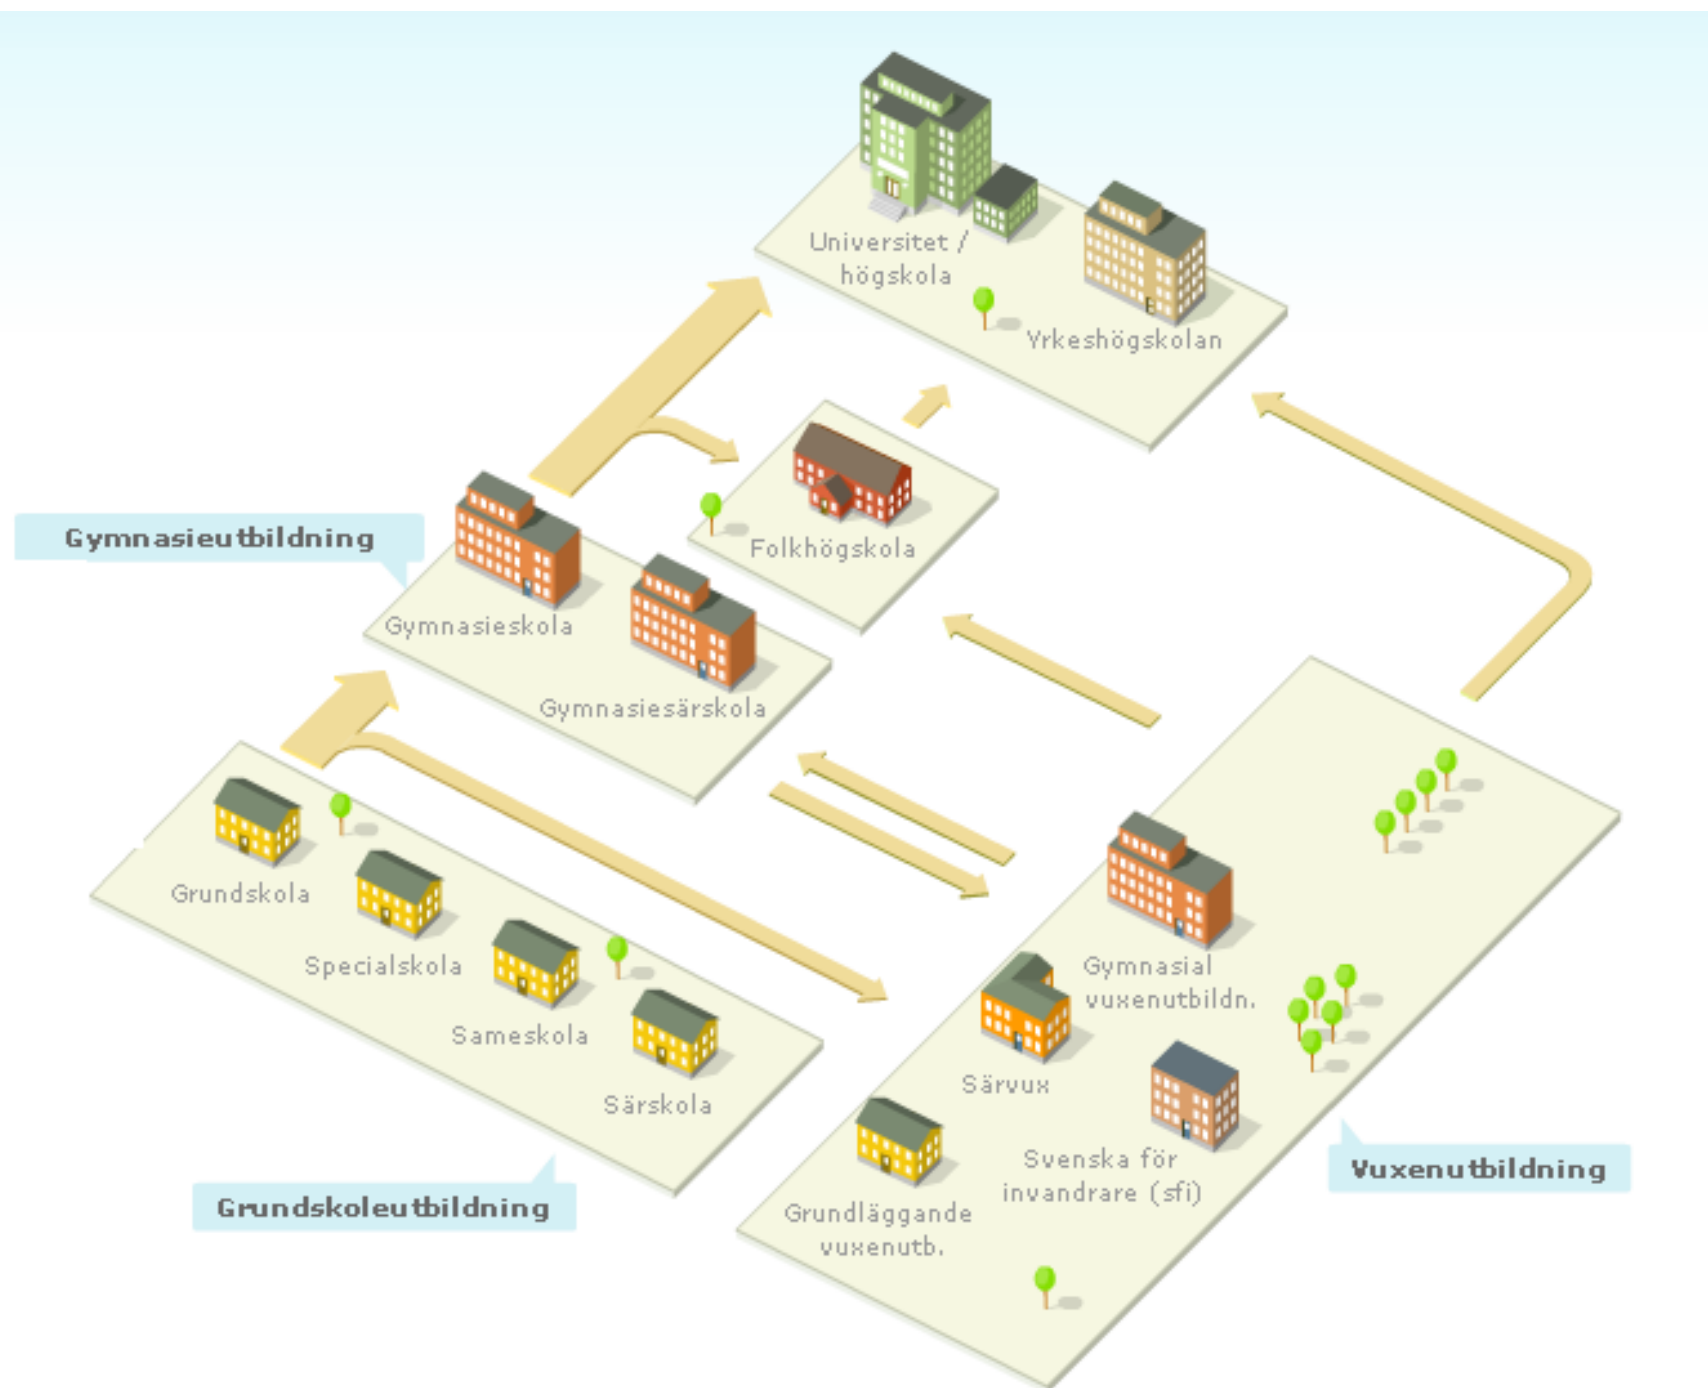 Universitet /
högskola
Yrkeshögskolan
Gymnasieutbildning
Folkhögskola
Gymnasieskola
Gymnasiesärskola
Grundskola
Specialskola
Sameskola
Särskola
Grundskoleutbildning
Gymnasial
vuxenutbildn.
Särvux
Svenska för
invandrare (sfi)
Grundläggande
vuxenutb.
Vuxenutbildning